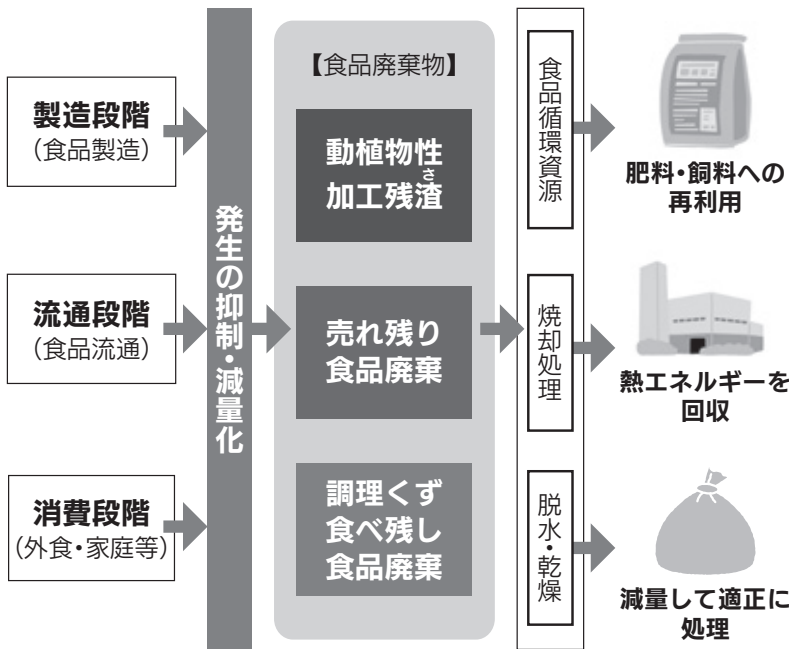 製造段階
(食品製造)
流通段階
(食品流通)
消費段階
(外食・家庭等)
発生の抑制・減量化
【食品廃棄物】
動植物性
加工残渣
さ
売れ残り
食品廃棄
調理くず
食べ残し
食品廃棄
食品循環資源
焼却処理
脱水・乾燥
肥料・飼料への
再利用
熱エネルギーを
回収
減量して適正に
処理